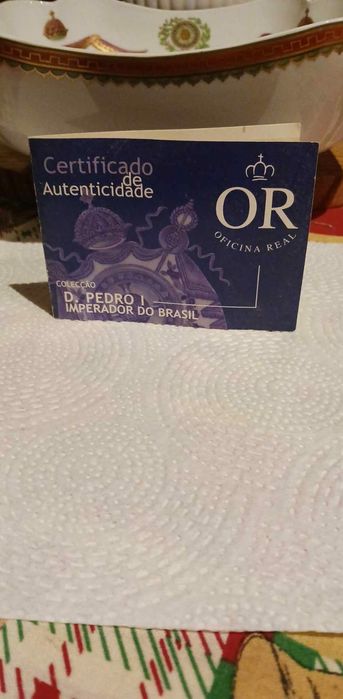 Certificado
de
Autenticidade
OR
OFICINA REAL
COLECÇÃO
D. PEDRO I
IMPERADOR DO BRASIL